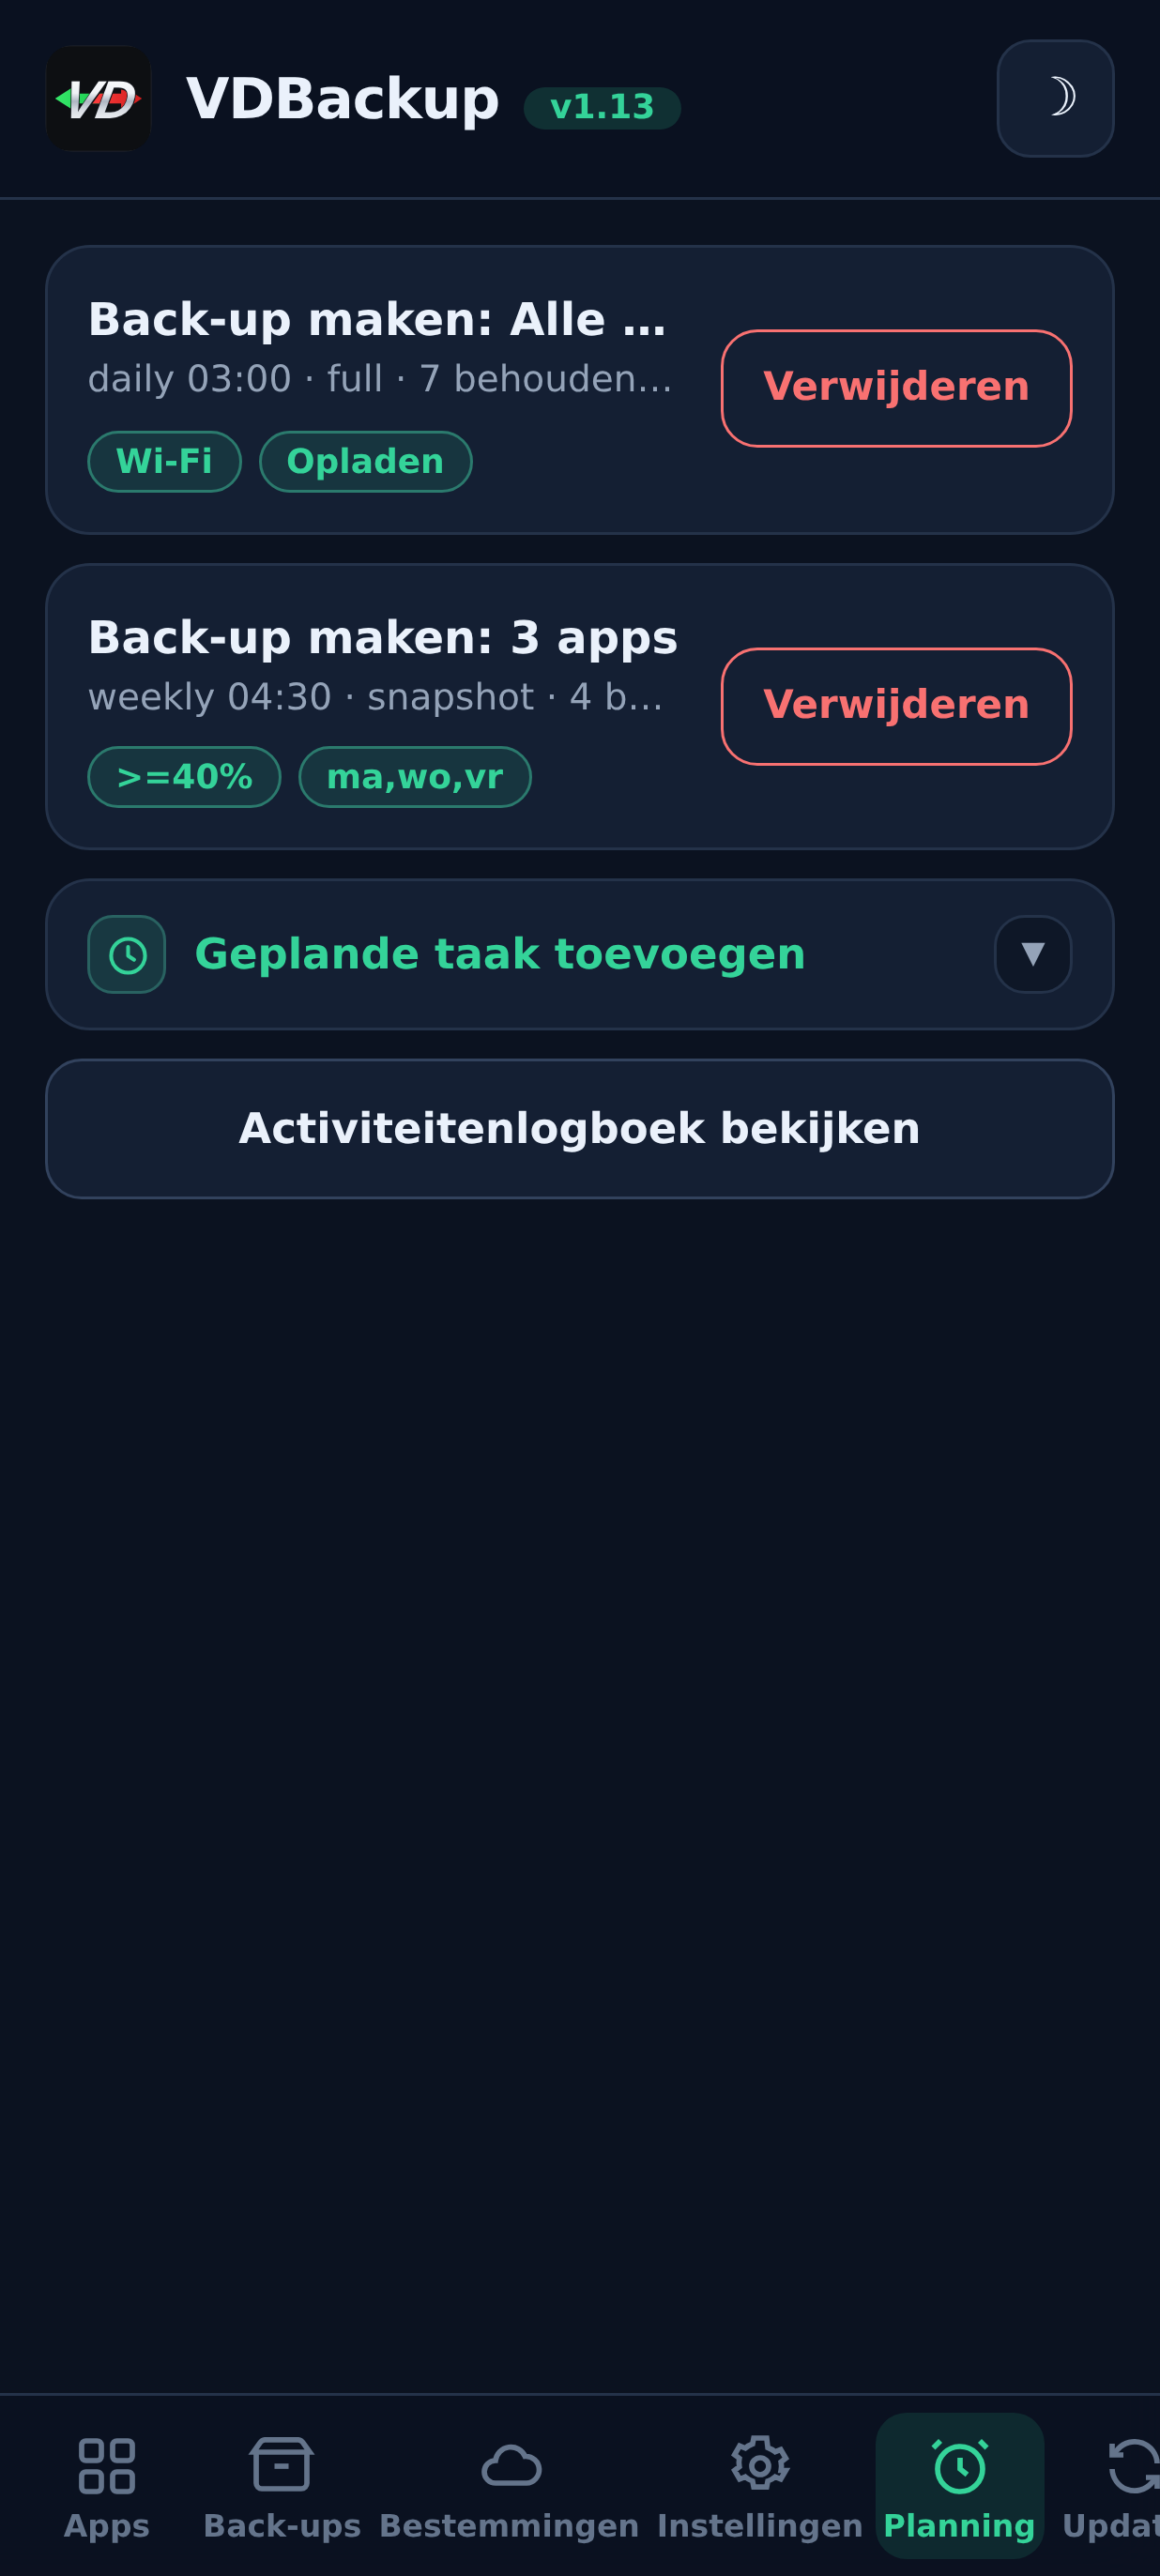 VD
VDBackup v1.13
Back-up maken: Alle …
daily 03:00 · full · 7 behouden…
Wi-Fi
Opladen
Verwijderen
Back-up maken: 3 apps
weekly 04:30 · snapshot · 4 b…
>=40%
ma,wo,vr
Verwijderen
Geplande taak toevoegen
Activiteitenlogboek bekijken
Apps
Back-ups
Bestemmingen
Instellingen
Planning
Updat